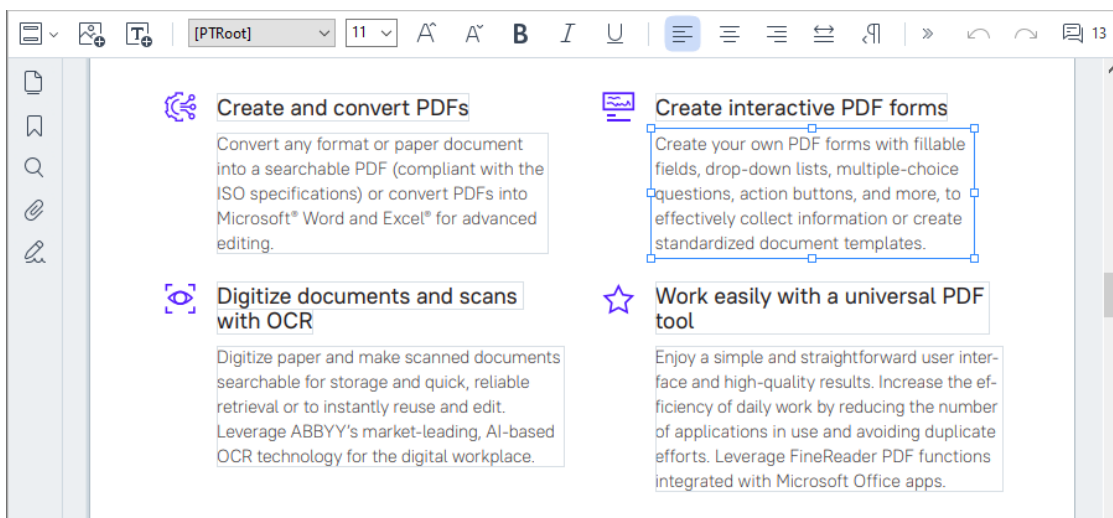 [PTRoot]
11
B
I
U
13
Create and convert PDFs
Convert any format or paper document
into a searchable PDF (compliant with the
ISO specifications) or convert PDFs into
Microsoft® Word and Excel® for advanced
editing.
Create interactive PDF forms
Create your own PDF forms with fillable
fields, drop-down lists, multiple-choice
questions, action buttons, and more, to
effectively collect information or create
standardized document templates.
Digitize documents and scans
with OCR
Digitize paper and make scanned documents
searchable for storage and quick, reliable
retrieval or to instantly reuse and edit.
Leverage ABBYY's market-leading, AI-based
OCR technology for the digital workplace.
Work easily with a universal PDF
tool
Enjoy a simple and straightforward user inter-
face and high-quality results. Increase the ef-
ficiency of daily work by reducing the number
of applications in use and avoiding duplicate
efforts. Leverage FineReader PDF functions
integrated with Microsoft Office apps.